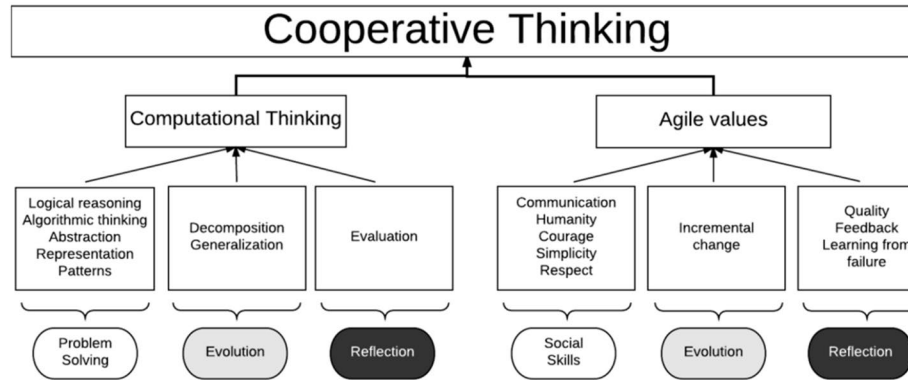 Cooperative Thinking
Computational Thinking
Agile values
Logical reasoning
Algorithmic thinking
Abstraction
Representation
Patterns
Decomposition
Generalization
Evaluation
Communication
Humanity
Courage
Simplicity
Respect
Incremental
change
Quality
Feedback
Learning from
failure
Problem
Solving
Evolution
Reflection
Social
Skills
Evolution
Reflection